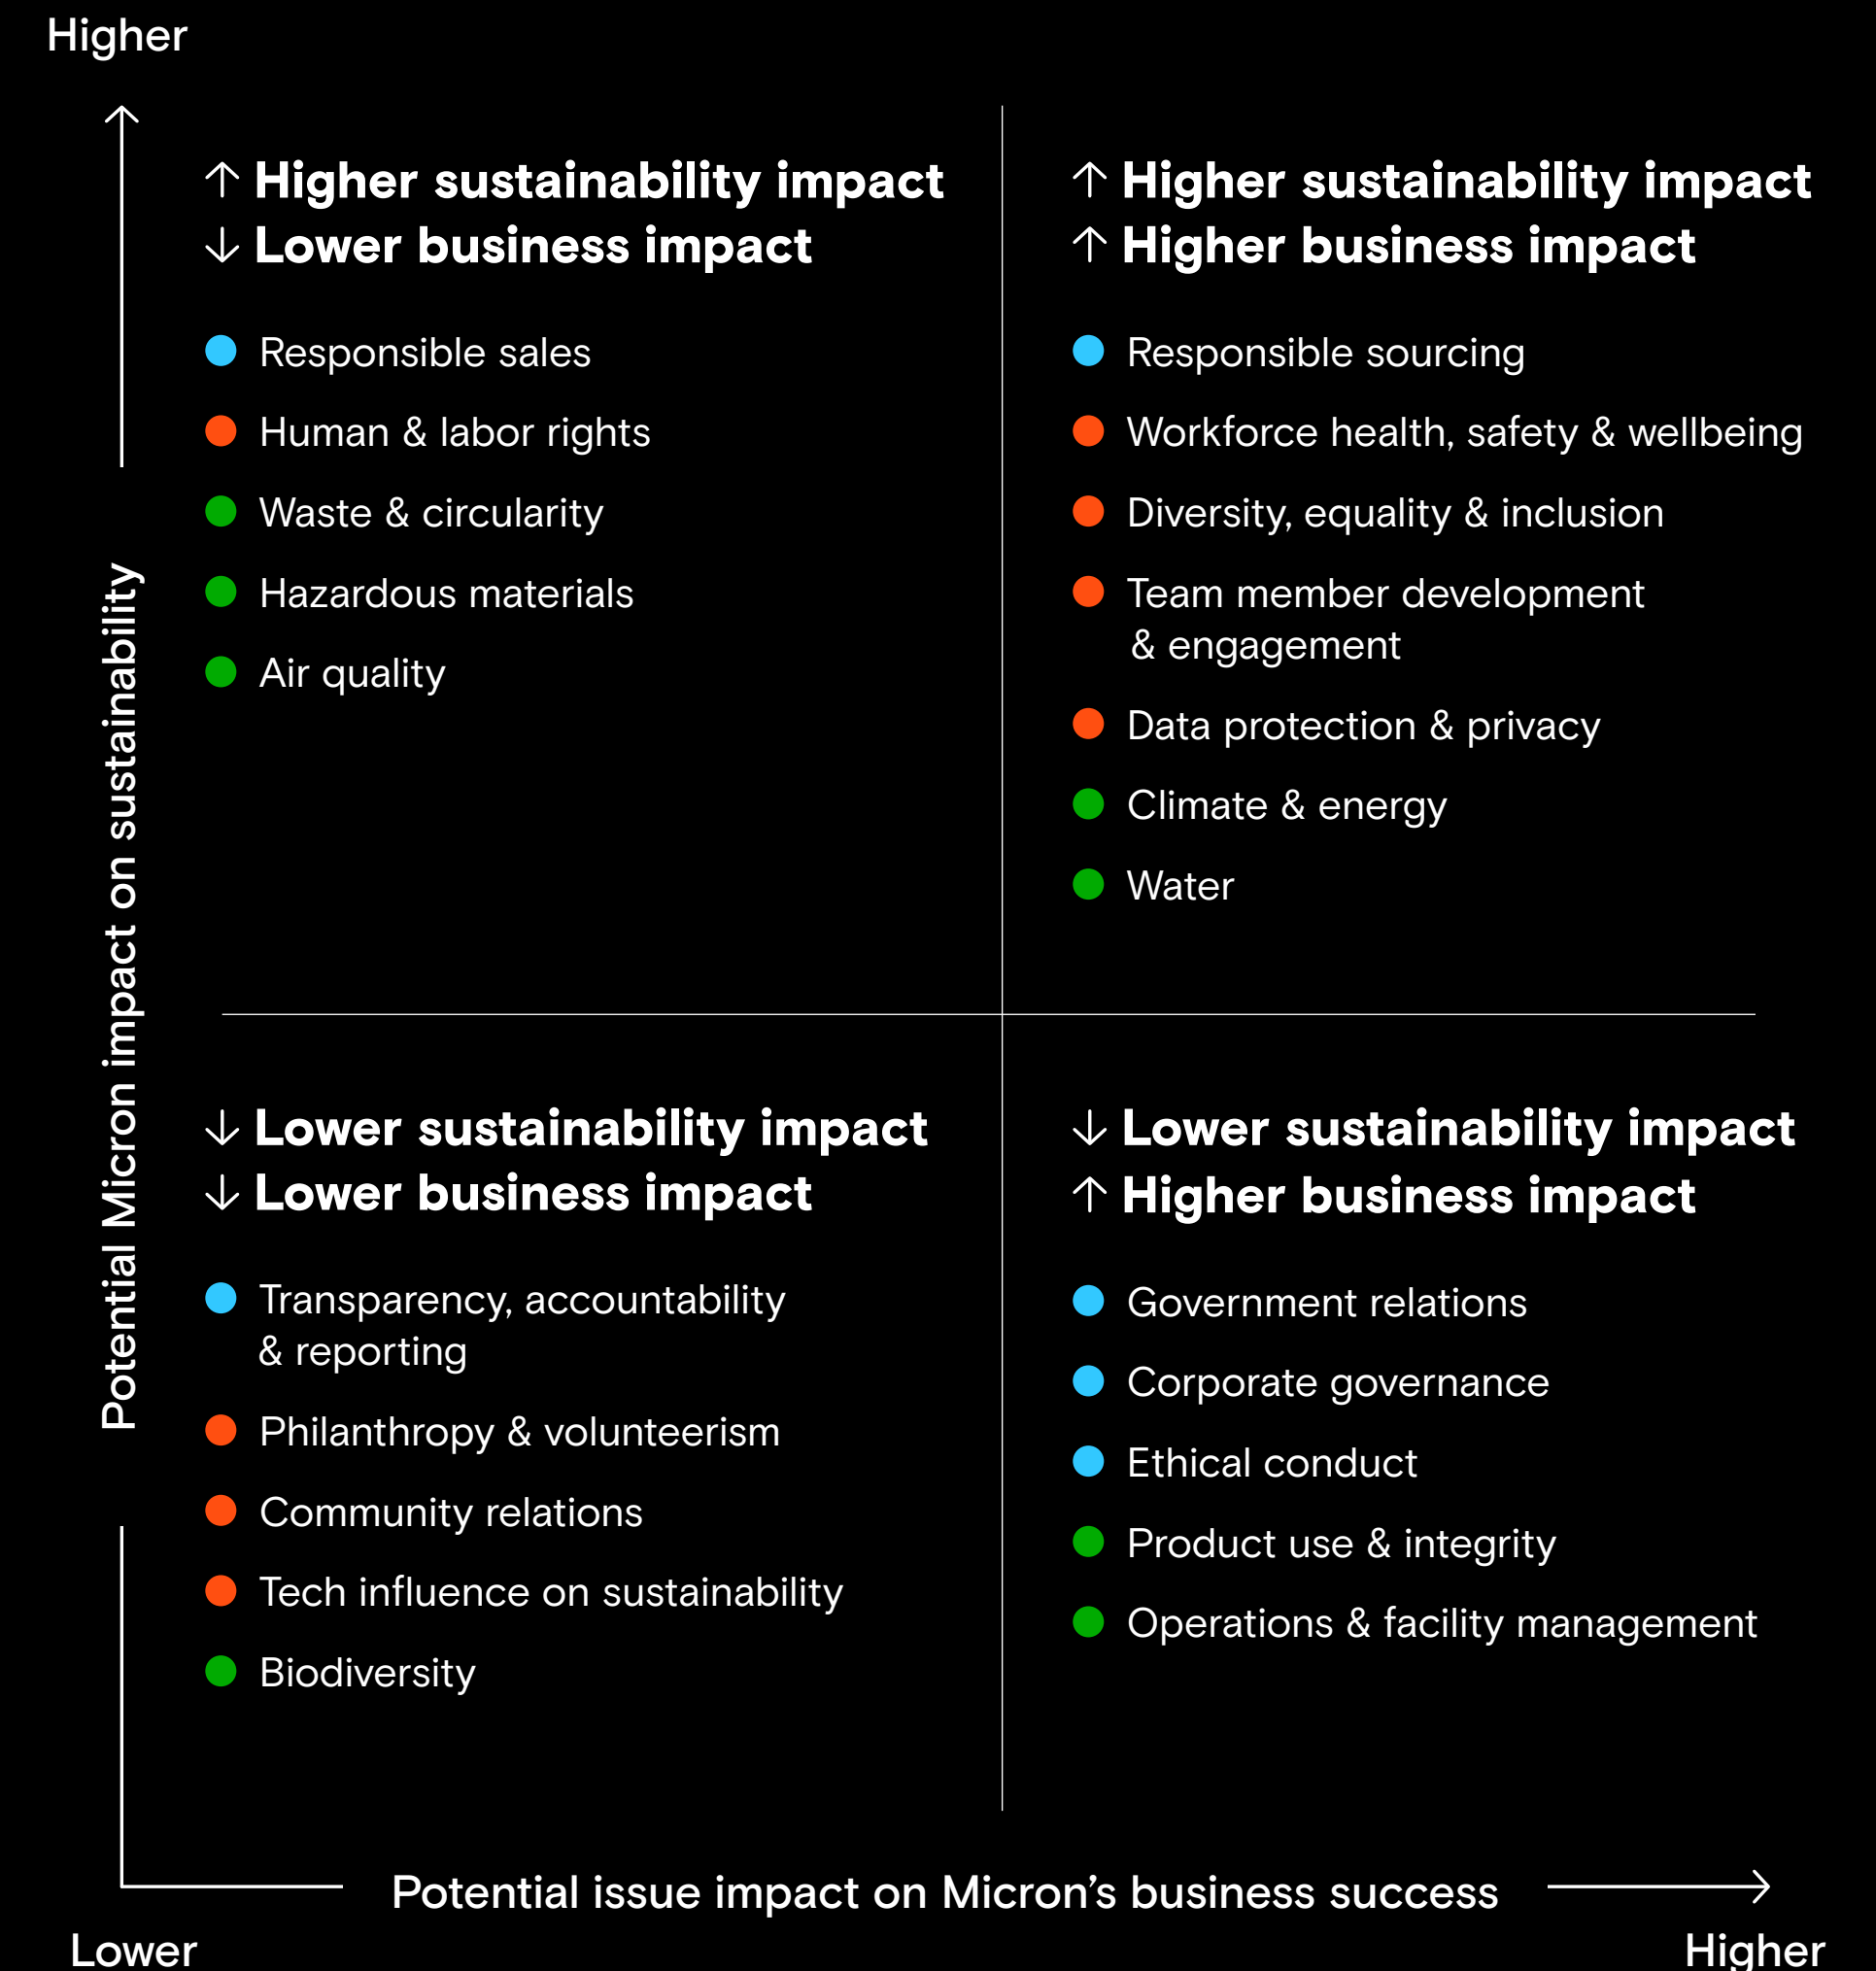 Higher
Higher sustainability impact
Lower business impact
Responsible sales
Human & labor rights
Waste & circularity
Hazardous materials
Air quality
Higher sustainability impact
Higher business impact
Responsible sourcing
Workforce health, safety & wellbeing
Diversity, equality & inclusion
Team member development
& engagement
Data protection & privacy
Climate & energy
Water
Potential Micron impact on sustainability
Lower sustainability impact
Lower business impact
Transparency, accountability
& reporting
Philanthropy & volunteerism
Community relations
Tech influence on sustainability
Biodiversity
Lower sustainability impact
Higher business impact
Government relations
Corporate governance
Ethical conduct
Product use & integrity
Operations & facility management
Potential issue impact on Micron’s business success
Lower
Higher